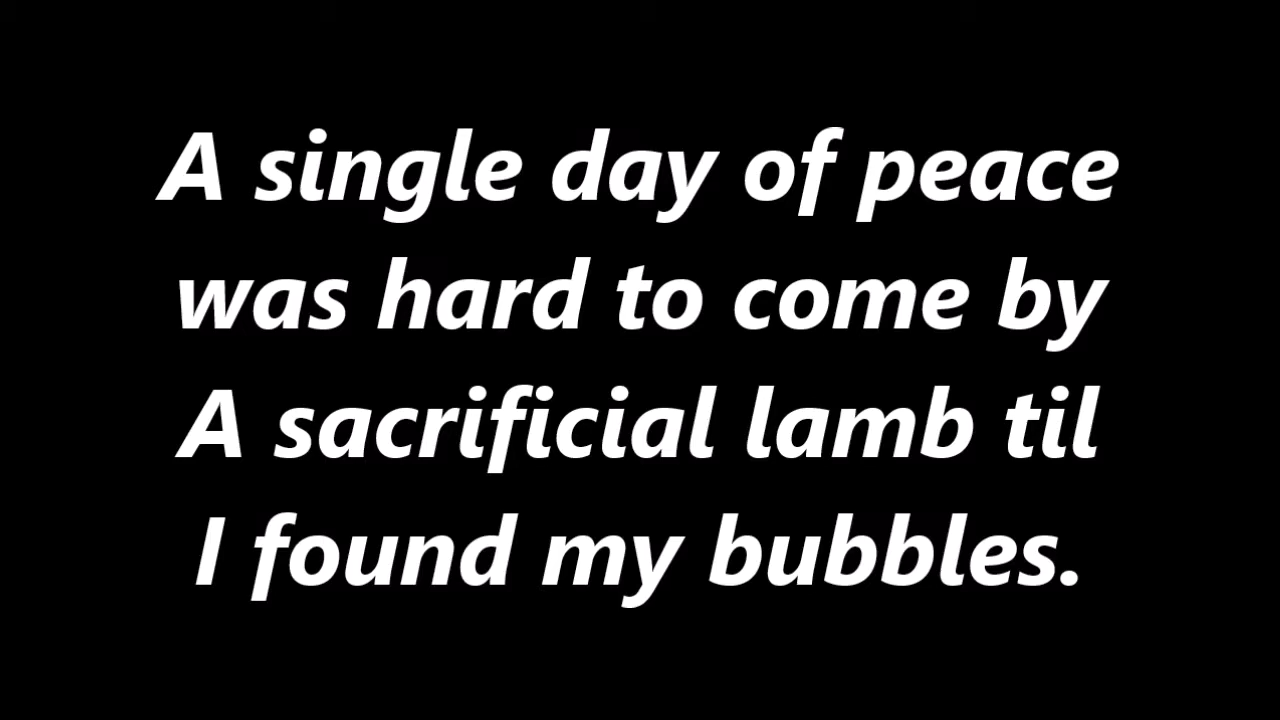 A single day of peace
was hard to come by
A sacrificial lamb til
I found my bubbles.